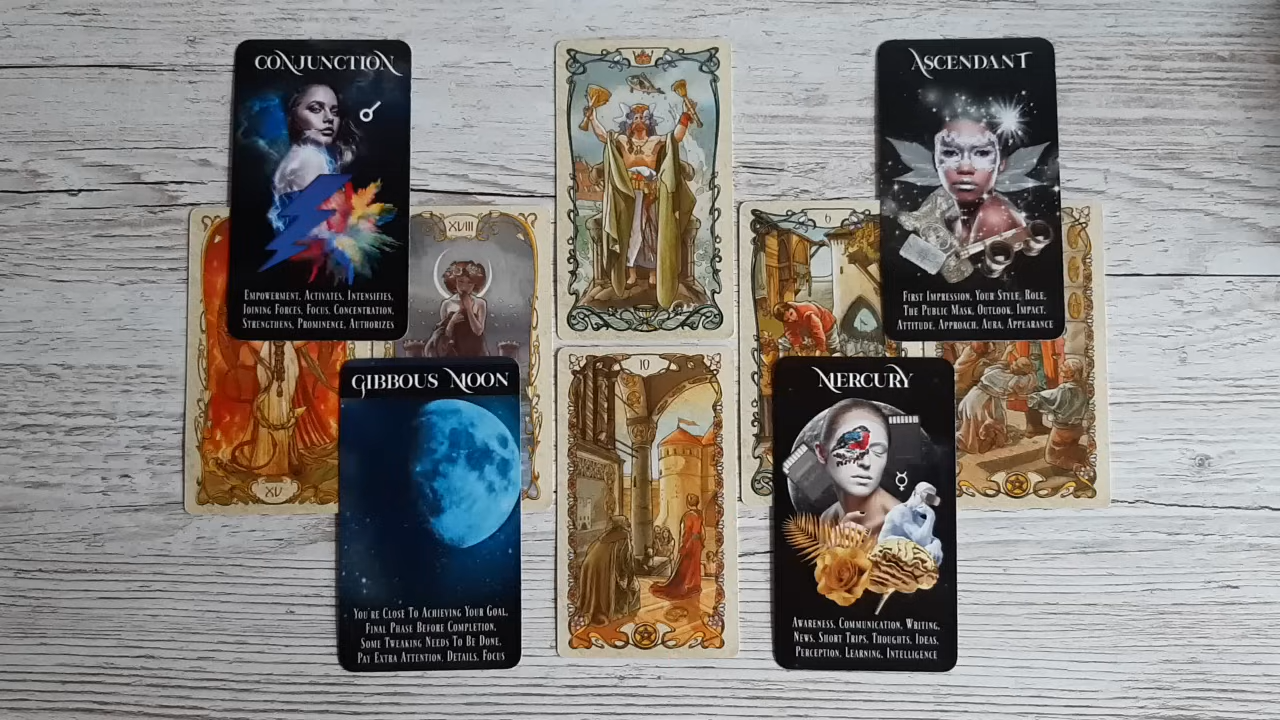 CONJUNCTION
EMPOWERMENT, ACTIVATES, INTENSIFIES,
JOINING FORCES, FOCUS, CONCENTRATION,
STRENGTHENS, PROMINENCE, AUTHORIZES
ASCENDANT
FIRST IMPRESSION, YOUR STYLE, ROLE,
THE PUBLIC MASK, OUTLOOK, IMPACT,
ATTITUDE, APPROACH, AURA, APPEARANCE
XVIII
6
XV
GIBBOUS MOON
YOU'RE CLOSE TO ACHIEVING YOUR GOAL,
FINAL PHASE BEFORE COMPLETION,
SOME TWEAKING NEEDS TO BE DONE,
PAY EXTRA ATTENTION, DETAILS, FOCUS
10
MERCURY
AWARENESS, COMMUNICATION, WRITING,
NEWS, SHORT TRIPS, THOUGHTS, IDEAS,
PERCEPTION, LEARNING, INTELLIGENCE